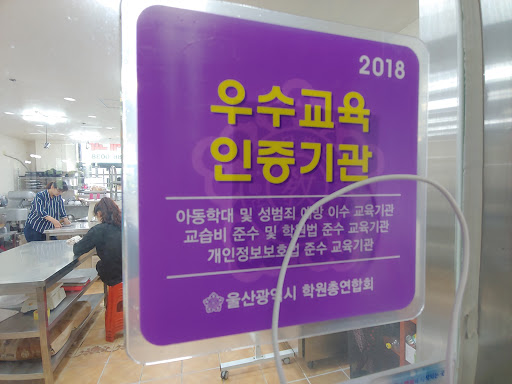 2018
우수교육
인증기관
아동학대 및 성범죄 예방 이수 교육기관
교습비 준수 및 학원법 준수 교육기관
개인정보보호법 준수 교육기관
울산광역시 학원총연합회